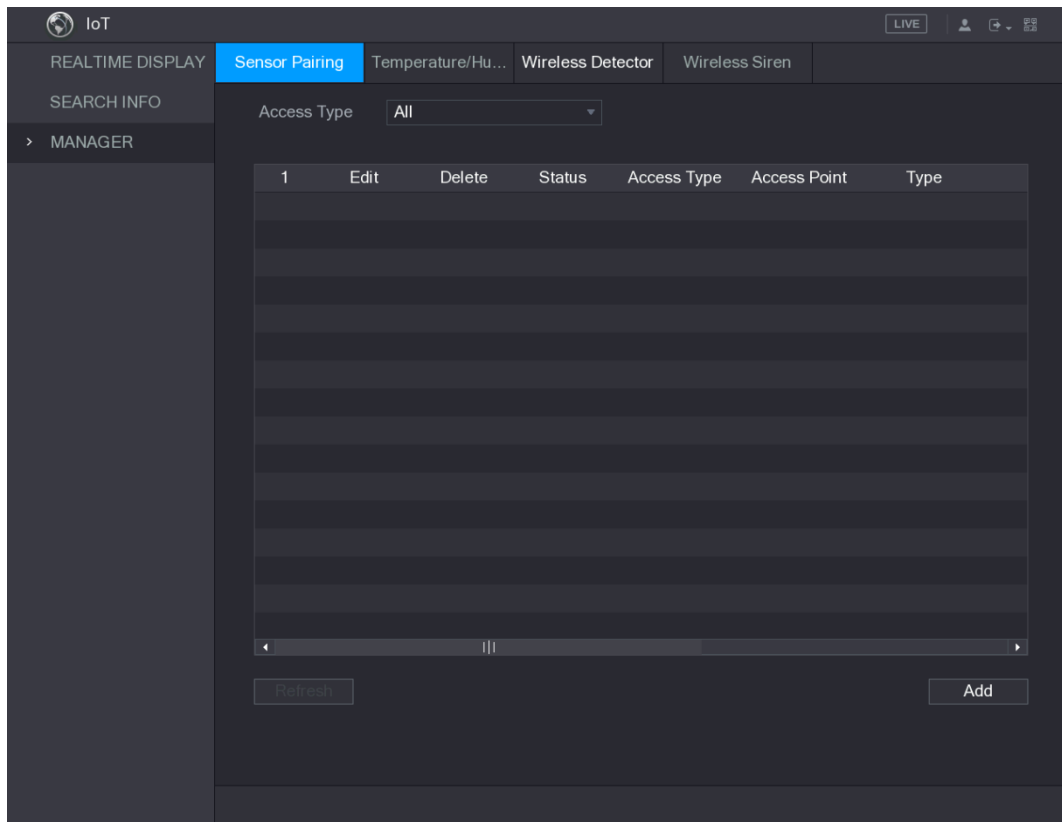 IoT
LIVE
REALTIME DISPLAY
SEARCH INFO
MANAGER
Sensor Pairing Temperature/Hu... Wireless Detector Wireless Siren
Access Type All
1 Edit Delete Status Access Type Access Point Type
Refresh Add